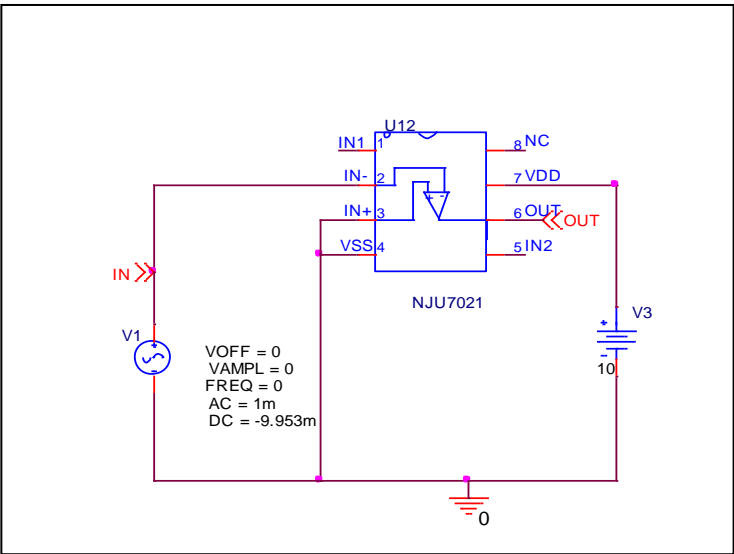 U12
IN1 1
8 NC
IN- 2
7 VDD
IN+ 3
+ -
6 OUT
OUT
VSS 4
5 IN2
IN
NJU7021
V1
+
-
VOFF = 0
VAMPL = 0
FREQ = 0
AC = 1m
DC = -9.953m
V3
+
-
10
0